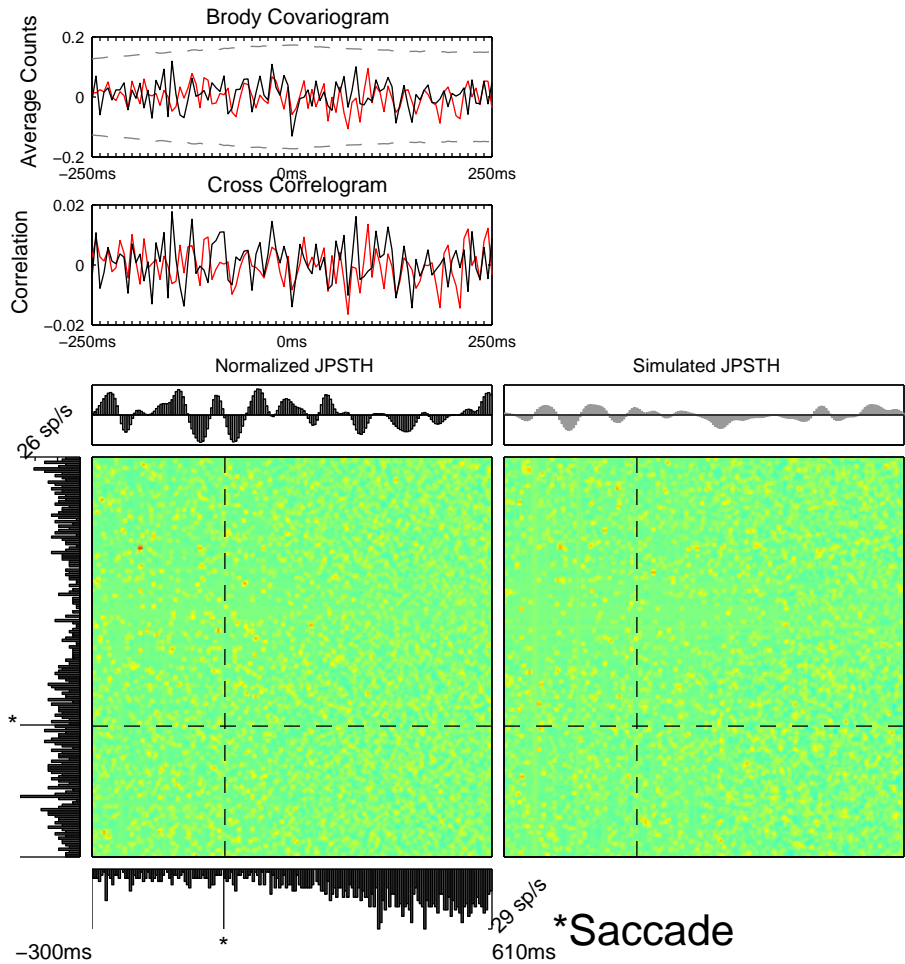 Brody Covariogram
Average Counts
0.2
0
−0.2
−250ms
0ms
250ms
Cross Correlogram
Correlation
0.02
0
−0.02
−250ms
0ms
250ms
Normalized JPSTH
Simulated JPSTH
26 sp/s
*
29 sp/s
*
*Saccade
−300ms
610ms